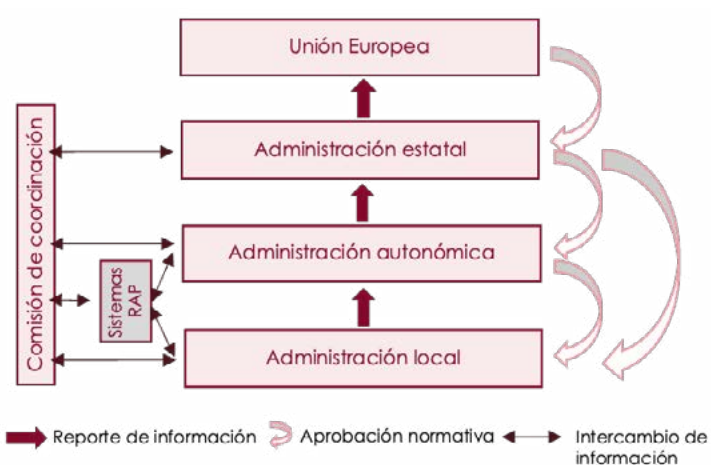 Unión Europea
Administración estatal
Administración autonómica
Administración local
Comisión de coordinación
Sistemas
RAP
Reporte de información
Aprobación normativa
Intercambio de
información